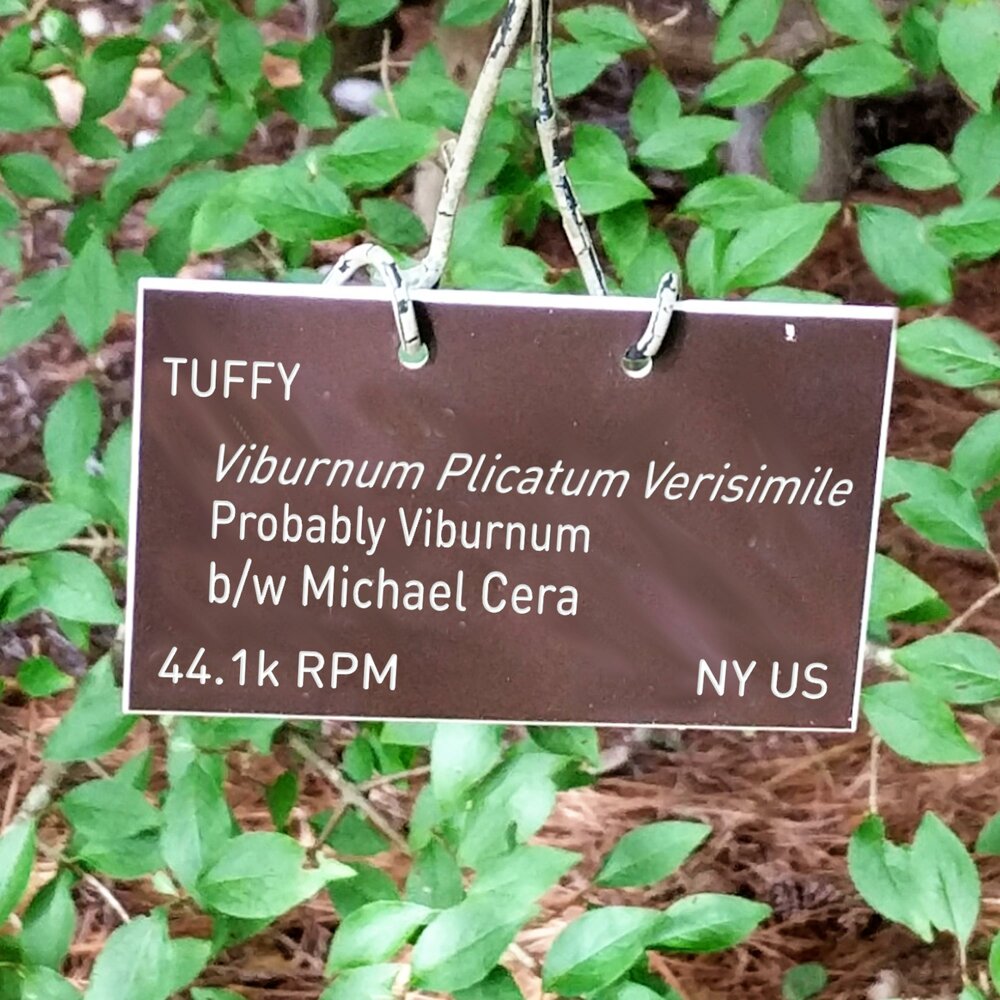 TUFFY
Viburnum Plicatum Verisimile
Probably Viburnum
b/w Michael Cera
44.1k RPM
NY US